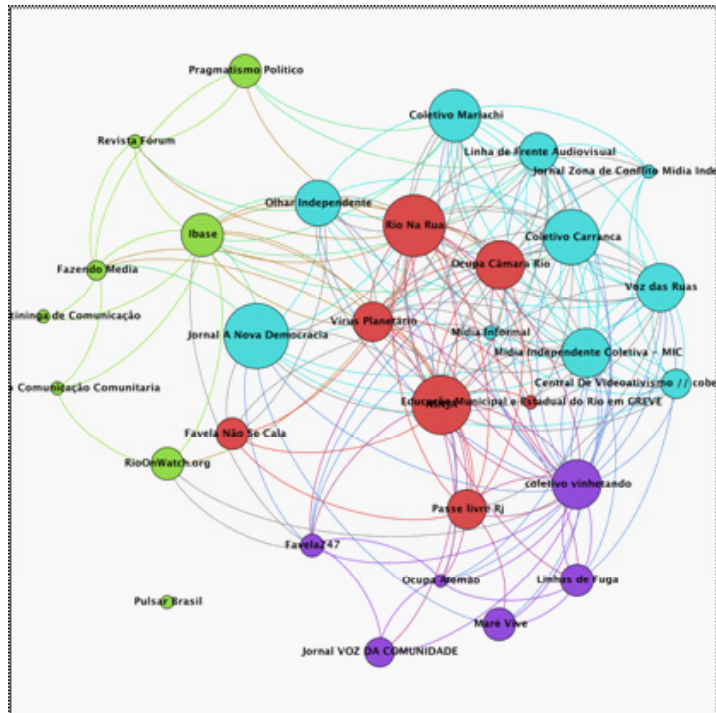 Pragmatismo Político
Coletivo Mariachi
Revista Fórum
Linha de Frente Audiovisual
Jornal Zona de Conflito Mídia Inde
Olhar Independente
Rio Na Rua
Ibase
Coletivo Carranca
Ocupa Câmara Rio
Fazendo Media
Voz das Ruas
tininga de Comunicação
Vírus Planetário
Jornal A Nova Democracia
Mídia Informal
Mídia Independente Coletiva - MIC
o Comunicação Comunitaria
Central De Vídeoativismo // cobe
Educação Municipal e Estadual do Rio em GREVE
Favela Não Se Cala
RioOnWatch.org
coletivo vinhetando
Passe livre Rj
Favela247
Ocupa Alemão
Linhas de Fuga
Pulsar Brasil
Maré Vive
Jornal VOZ DA COMUNIDADE